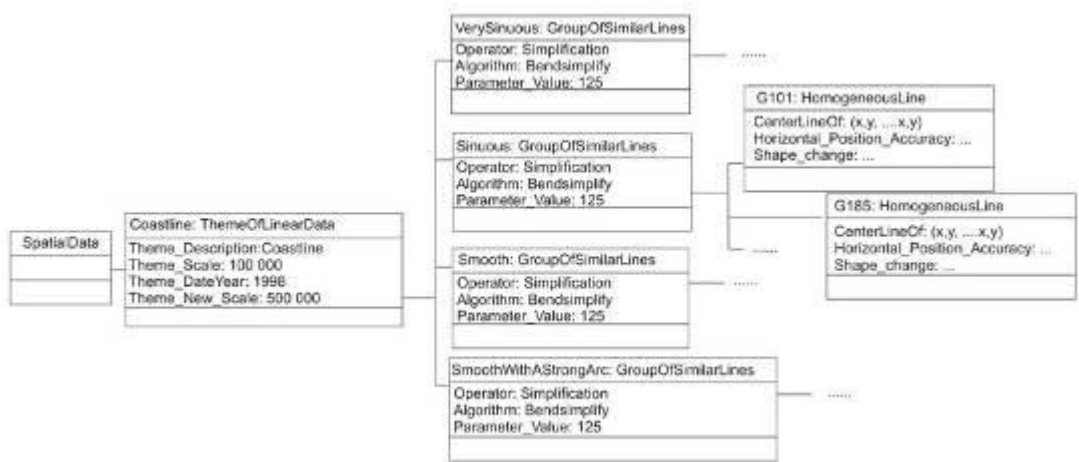 VerySinuous: GroupOfSimilarLines
Operator: Simplification
Algorithm: Bendsimplify
Parameter_Value: 125
......
G101: HomogeneousLine
CenterLineOf: (x,y, ....x,y)
Horizontal_Position_Accuracy: ...
Shape_change: ...
Sinuous: GroupOfSimilarLines
Operator: Simplification
Algorithm: Bendsimplify
Parameter_Value: 125
G185: HomogeneousLine
CenterLineOf: (x,y, ....x,y)
Horizontal_Position_Accuracy: ...
Shape_change: ...
......
SpatialData
Coastline: ThemeOfLinearData
Theme_Description:Coastline
Theme_Scale: 100 000
Theme_DateYear: 1998
Theme_New_Scale: 500 000
Smooth: GroupOfSimilarLines
Operator: Simplification
Algorithm: Bendsimplify
Parameter_Value: 125
......
SmoothWithAStrongArc: GroupOfSimilarLines
Operator: Simplification
Algorithm: Bendsimplify
Parameter_Value: 125
......